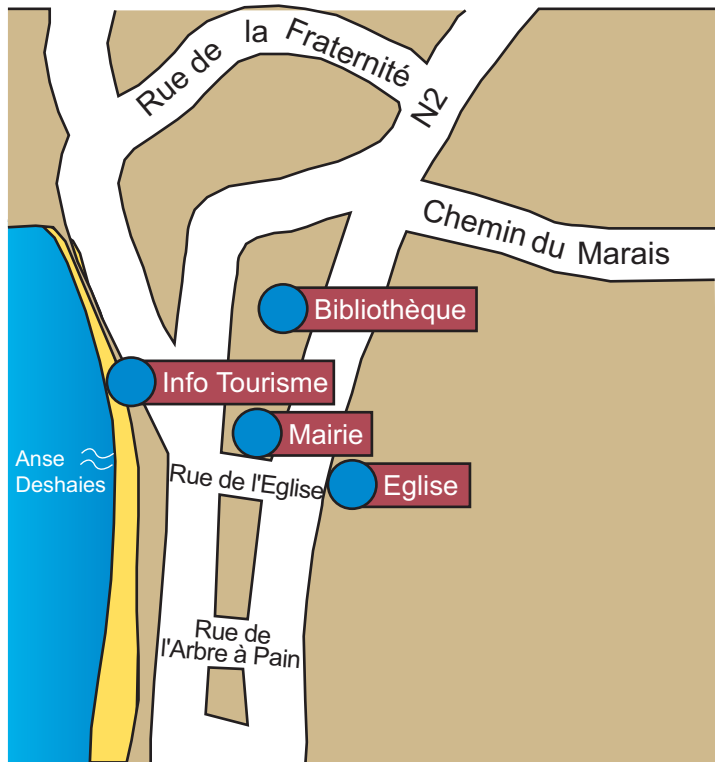 Rue de la Fraternité
N2
Chemin du Marais
Bibliothèque
Info Tourisme
Mairie
Anse
Deshaies
Rue de l'Eglise
Eglise
Rue de
l'Arbre à Pain